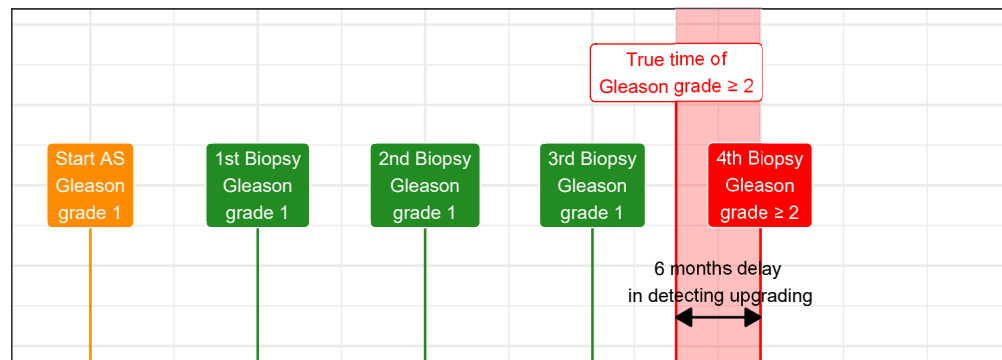 True time of
Gleason grade ≥ 2
Start AS
Gleason
grade 1
1st Biopsy
Gleason
grade 1
2nd Biopsy
Gleason
grade 1
3rd Biopsy
Gleason
grade 1
4th Biopsy
Gleason
grade ≥ 2
6 months delay
in detecting upgrading